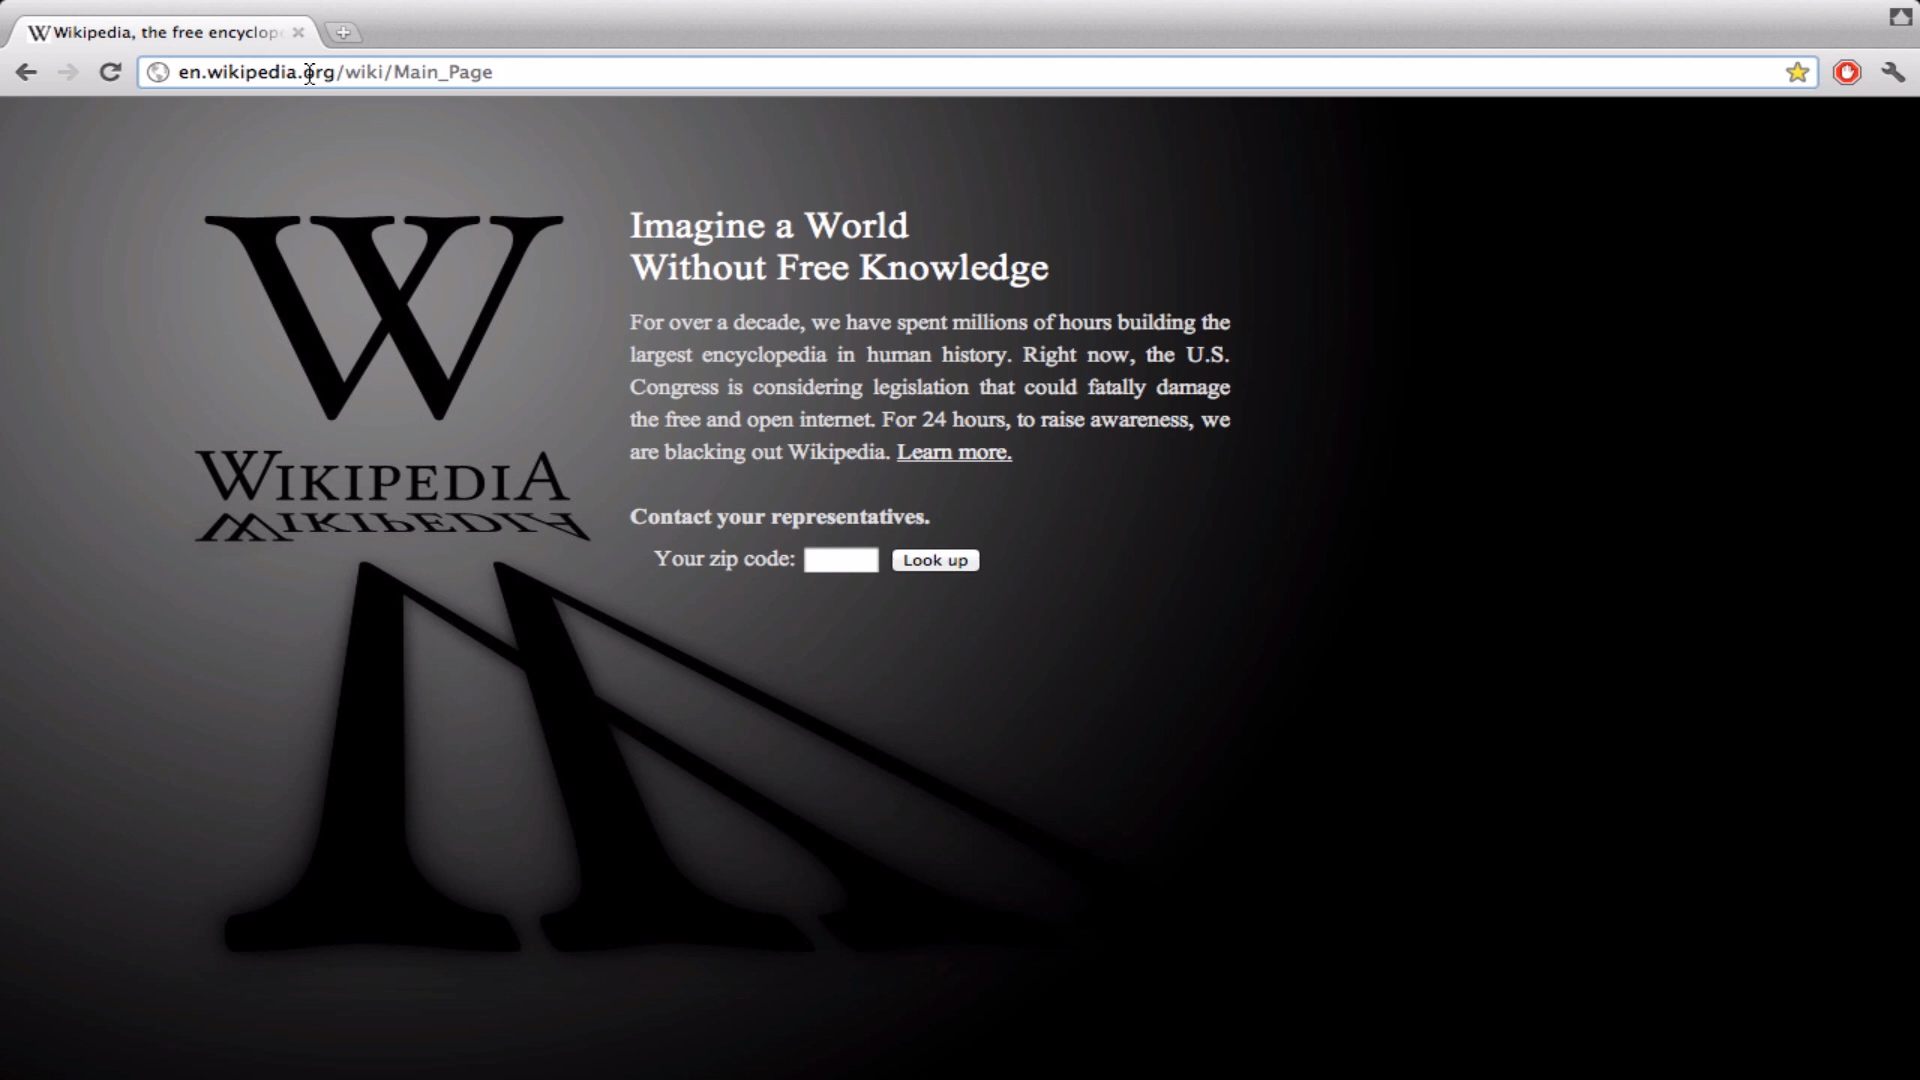 W Wikipedia, the free encyclop
en.wikipedia.org/wiki/Main_Page
W
WIKIPEDIA
WIKIPEDIA
W
Imagine a World
Without Free Knowledge
For over a decade, we have spent millions of hours building the
largest encyclopedia in human history. Right now, the U.S.
Congress is considering legislation that could fatally damage
the free and open internet. For 24 hours, to raise awareness, we
are blacking out Wikipedia. Learn more.
Contact your representatives.
Your zip code: Look up